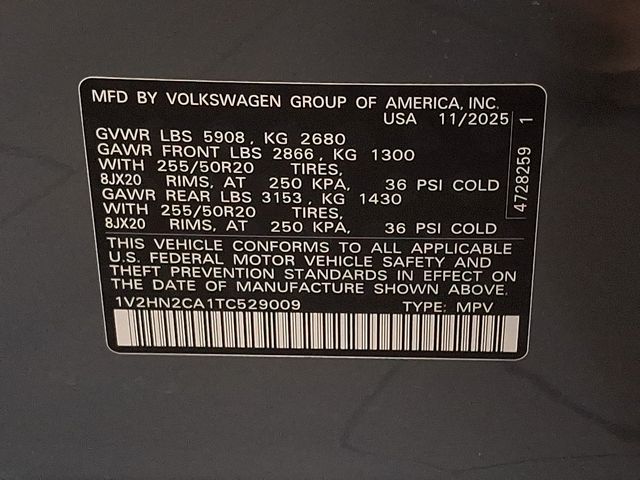 MFD BY VOLKSWAGEN GROUP OF AMERICA, INC.
USA 11/2025
GVWR LBS 5908, KG 2680
GAWR FRONT LBS 2866, KG 1300
WITH 255/50R20 TIRES,
8JX20 RIMS, AT 250 KPA, 36 PSI COLD
GAWR REAR LBS 3153, KG 1430
WITH 255/50R20 TIRES,
8JX20 RIMS, AT 250 KPA, 36 PSI COLD
THIS VEHICLE CONFORMS TO ALL APPLICABLE
U.S. FEDERAL MOTOR VEHICLE SAFETY AND
THEFT PREVENTION STANDARDS IN EFFECT ON
THE DATE OF MANUFACTURE SHOWN ABOVE.
1V2HN2CA1TC529009 TYPE: MPV
4728259 1